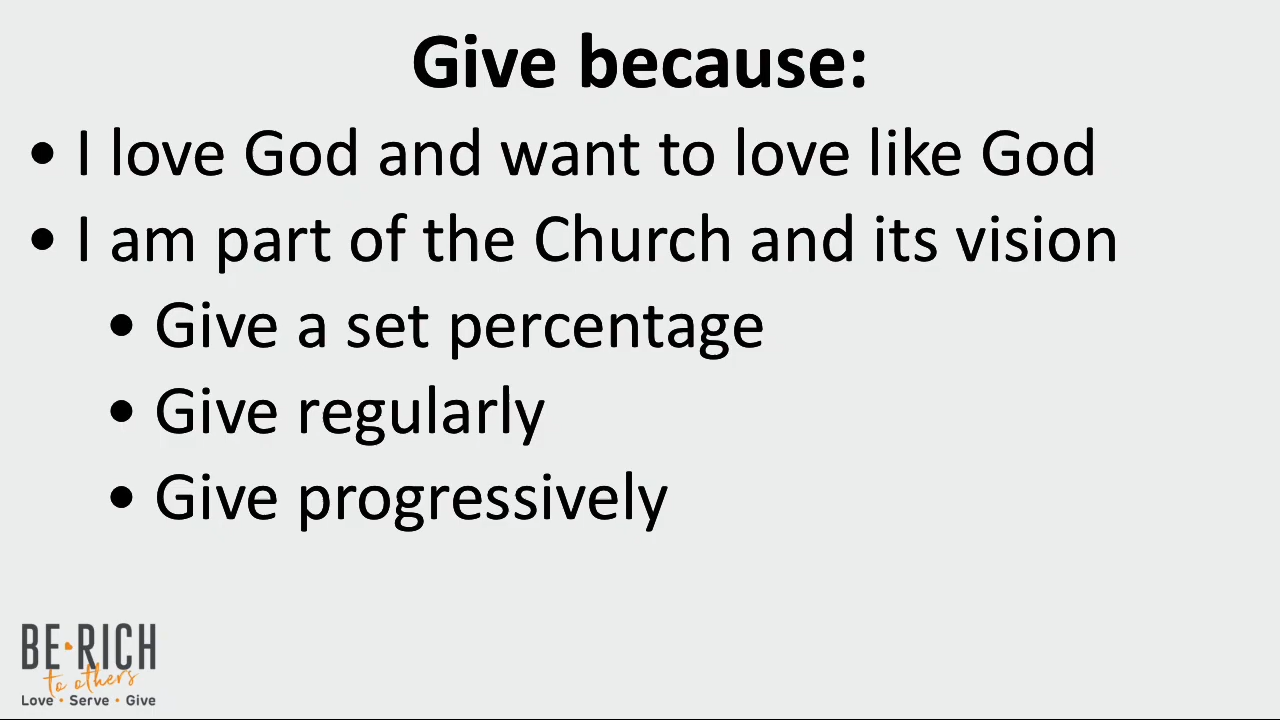 Give because:
• I love God and want to love like God
• I am part of the Church and its vision
• Give a set percentage
• Give regularly
• Give progressively
BE•RICH
to others
Love • Serve • Give